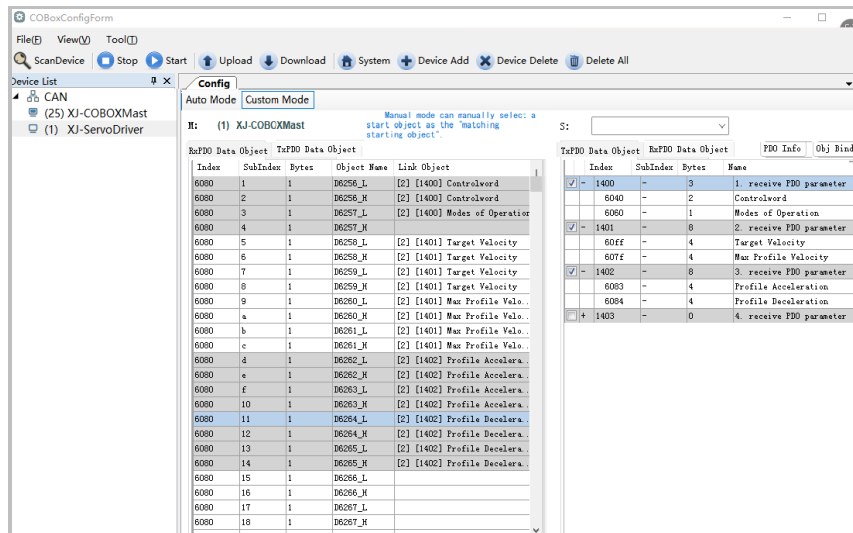 COBoxConfigForm
File(F) View(V) Tool(T)
ScanDevice Stop Start Upload Download System Device Add Device Delete Delete All
Device List
CAN
(25) XJ-COBOXMast
(1) XJ-ServoDriver
Config
Auto Mode Custom Mode
M: (1) XJ-COBOXMast
Manual mode can manually select a
start object as the "matching
starting object".
S:
RxPDO Data Object TxPDO Data Object
Index SubIndex Bytes Object Name Link Object
6080 1 1 D6256_L [2] [1400] Controlword
6080 2 1 D6256_H [2] [1400] Controlword
6080 3 1 D6257_L [2] [1400] Modes of Operation
6080 4 1 D6257_H
6080 5 1 D6258_L [2] [1401] Target Velocity
6080 6 1 D6258_H [2] [1401] Target Velocity
6080 7 1 D6259_L [2] [1401] Target Velocity
6080 8 1 D6259_H [2] [1401] Target Velocity
6080 9 1 D6260_L [2] [1401] Max Profile Velo..
6080 a 1 D6260_H [2] [1401] Max Profile Velo..
6080 b 1 D6261_L [2] [1401] Max Profile Velo..
6080 c 1 D6261_H [2] [1401] Max Profile Velo..
6080 d 1 D6262_L [2] [1402] Profile Accelera..
6080 e 1 D6262_H [2] [1402] Profile Accelera..
6080 f 1 D6263_L [2] [1402] Profile Accelera..
6080 10 1 D6263_H [2] [1402] Profile Accelera..
6080 11 1 D6264_L [2] [1402] Profile Decelera..
6080 12 1 D6264_H [2] [1402] Profile Decelera..
6080 13 1 D6265_L [2] [1402] Profile Decelera..
6080 14 1 D6265_H [2] [1402] Profile Decelera..
6080 15 1 D6266_L
6080 16 1 D6266_H
6080 17 1 D6267_L
6080 18 1 D6267_H
TxPDO Data Object RxPDO Data Object PDO Info Obj Bind
Index SubIndex Bytes Name
- 1400 - 3 1. receive PDO parameter
6040 - 2 Controlword
6060 - 1 Modes of Operation
- 1401 - 8 2. receive PDO parameter
60ff - 4 Target Velocity
607f - 4 Max Profile Velocity
- 1402 - 8 3. receive PDO parameter
6083 - 4 Profile Acceleration
6084 - 4 Profile Deceleration
+ 1403 - 0 4. receive PDO parameter